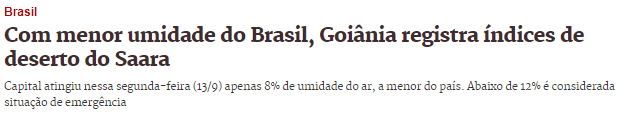 Brasil
Com menor umidade do Brasil, Goiânia registra índices de
deserto do Saara
Capital atingiu nessa segunda-feira (13/9) apenas 8% de umidade do ar, a menor do país. Abaixo de 12% é considerada
situação de emergência